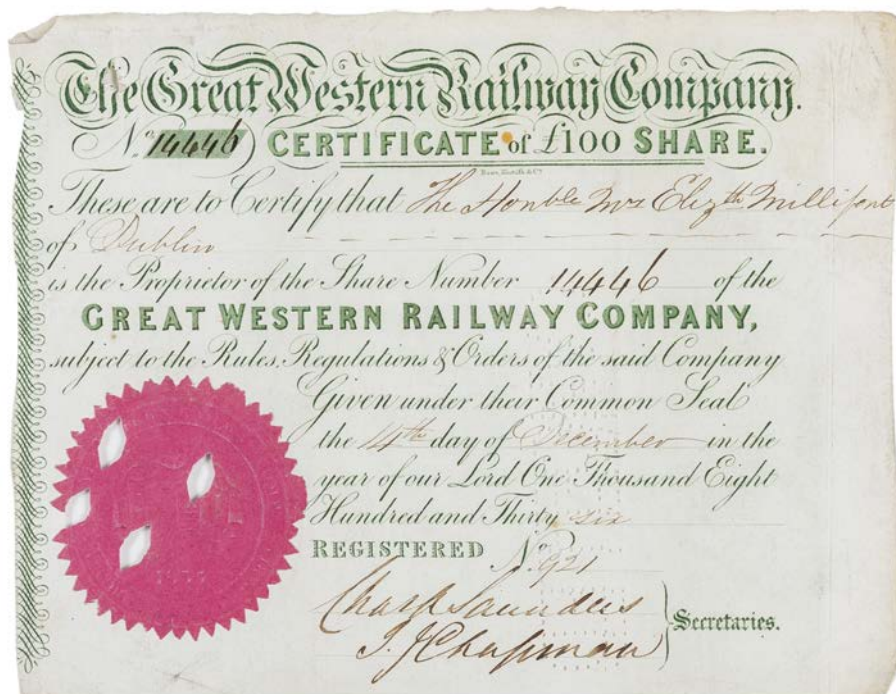 The Great Western Railway Company.
No. 14446 CERTIFICATE of £100 SHARE.
These are to Certify that The Honble Mrs Elizth Millicent
of Dublin
is the Proprietor of the Share Number 14446 of the
GREAT WESTERN RAILWAY COMPANY,
subject to the Rules, Regulations & Orders of the said Company
Given under their Common Seal
the 14th day of December in the
year of our Lord One Thousand Eight
Hundred and Thirty six
REGISTERED No. 921
Chas A Saunders
T. J Chapman
Secretaries.